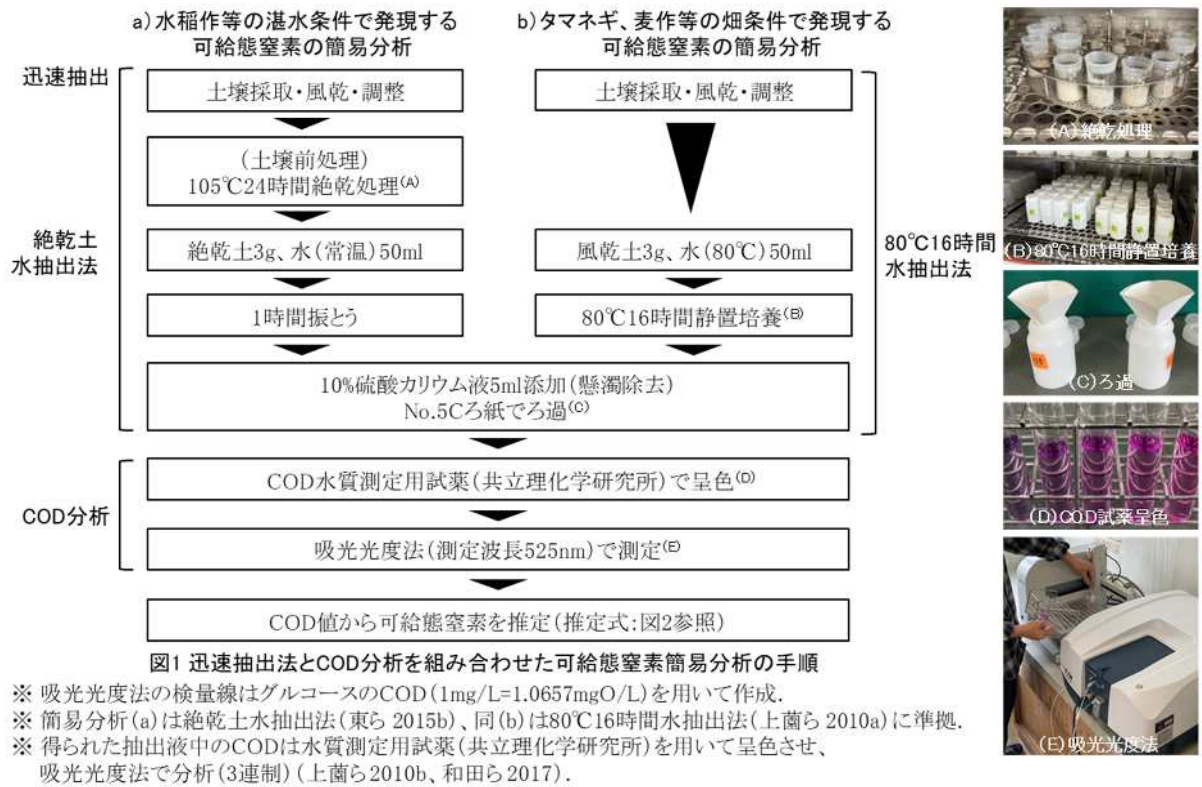 a)水稲作等の湛水条件で発現する
可給態窒素の簡易分析
b)タマネギ、麦作等の畑条件で発現する
可給態窒素の簡易分析
迅速抽出
土壌採取・風乾・調整
土壌採取・風乾・調整
(土壌前処理)
105℃24時間絶乾処理(A)
絶乾土
水抽出法
絶乾土3g、水(常温)50ml
風乾土3g、水(80℃)50ml
80℃16時間
水抽出法
1時間振とう
80℃16時間静置培養(B)
10%硫酸カリウム液5ml添加(懸濁除去)
No.5Cろ紙でろ過(C)
COD分析
COD水質測定用試薬(共立理化学研究所)で呈色(D)
吸光光度法(測定波長525nm)で測定(E)
COD値から可給態窒素を推定(推定式:図2参照)
(A)絶乾処理
(B)80℃16時間静置培養
(C)ろ過
(D)COD試薬呈色
(E)吸光光度法
図1 迅速抽出法とCOD分析を組み合わせた可給態窒素簡易分析の手順
※ 吸光光度法の検量線はグルコースのCOD(1mg/L=1.0657mgO/L)を用いて作成.
※ 簡易分析(a)は絶乾土水抽出法(東ら 2015b)、同(b)は80℃16時間水抽出法(上薗ら 2010a)に準拠.
※ 得られた抽出液中のCODは水質測定用試薬(共立理化学研究所)を用いて呈色させ、
吸光光度法で分析(3連制)(上薗ら2010b、和田ら2017).